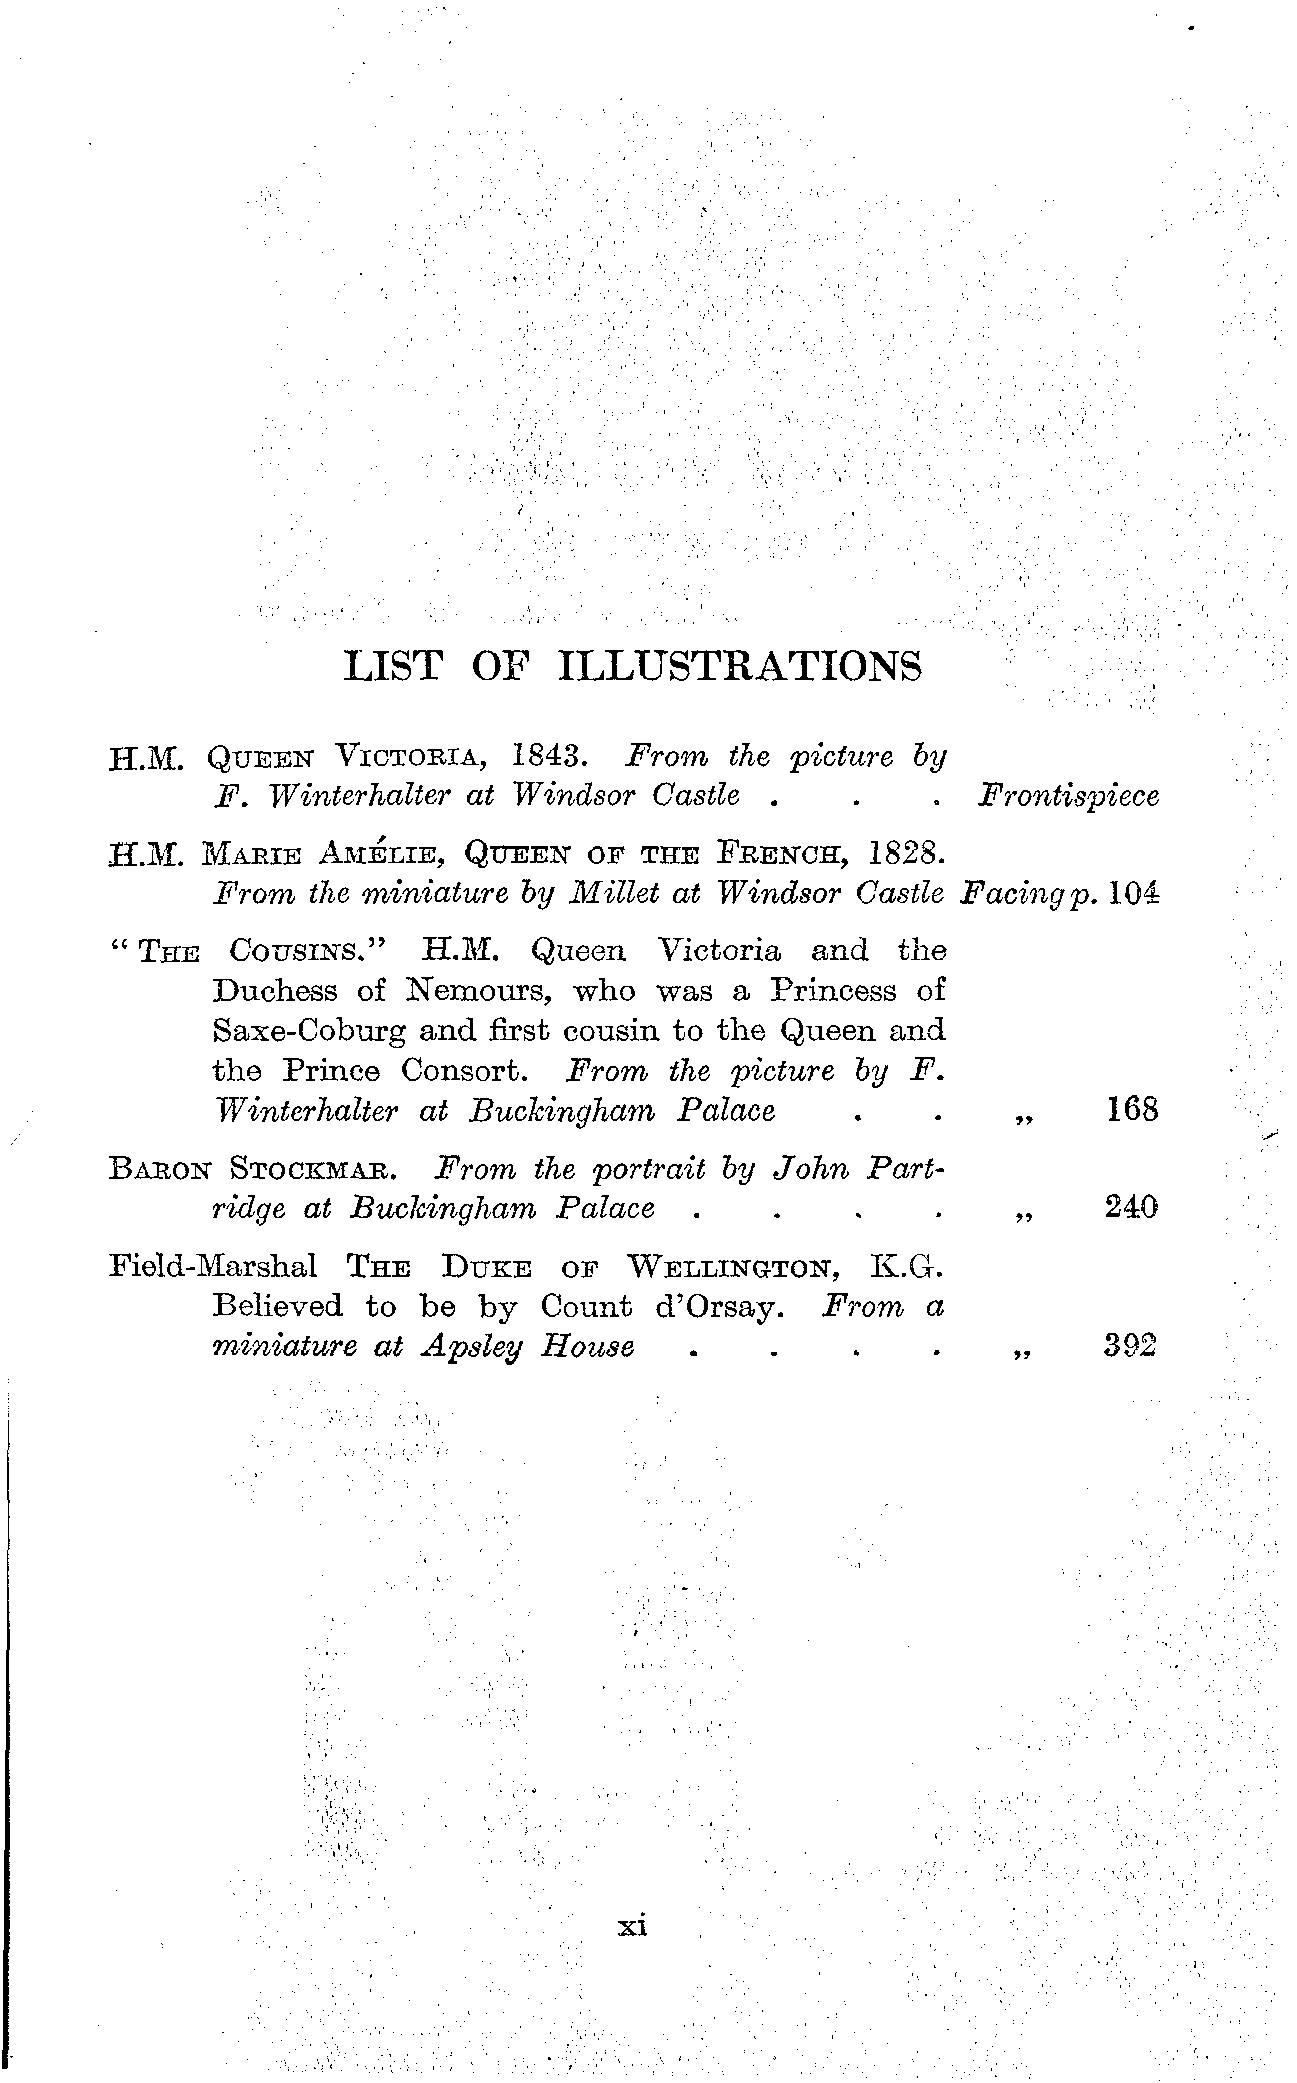 LIST OF ILLUSTRATIONS
H.M. QUEEN VICTORIA, 1843. From the picture by
F. Winterhalter at Windsor Castle . . . Frontispiece
H.M. MARIE AMÉLIE, QUEEN OF THE FRENCH, 1828.
From the miniature by Millet at Windsor Castle Facing p. 104
“ THE COUSINS.” H.M. Queen Victoria and the
Duchess of Nemours, who was a Princess of
Saxe-Coburg and first cousin to the Queen and
the Prince Consort. From the picture by F.
Winterhalter at Buckingham Palace . . „ 168
BARON STOCKMAR. From the portrait by John Part-
ridge at Buckingham Palace . . . . „ 240
Field-Marshal THE DUKE OF WELLINGTON, K.G.
Believed to be by Count d’Orsay. From a
miniature at Apsley House . . . . „ 392
xi